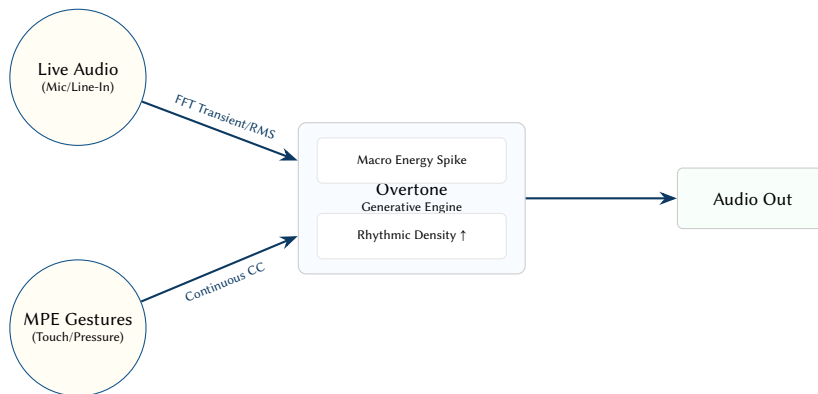 Live Audio
(Mic/Line-In)
FFT Transient/RMS
Macro Energy Spike
Overtone
Generative Engine
Rhythmic Density ↑
Audio Out
Continuous CC
MPE Gestures
(Touch/Pressure)